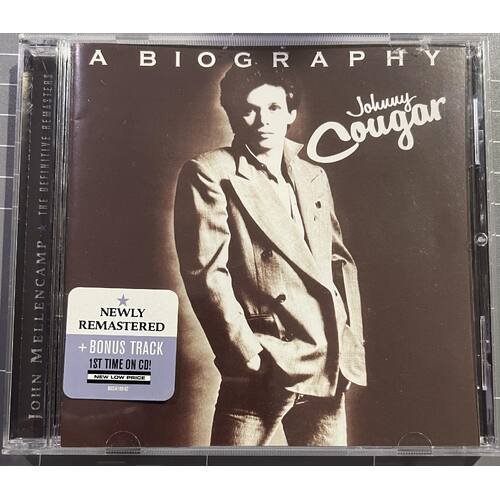 A BIOGRAPHY
Johnny
Cougar
JOHN MELLENCAMP ★ THE DEFINITIVE REMASTERS
★
NEWLY
REMASTERED
+ BONUS TRACK
1ST TIME ON CD!
NEW LOW PRICE